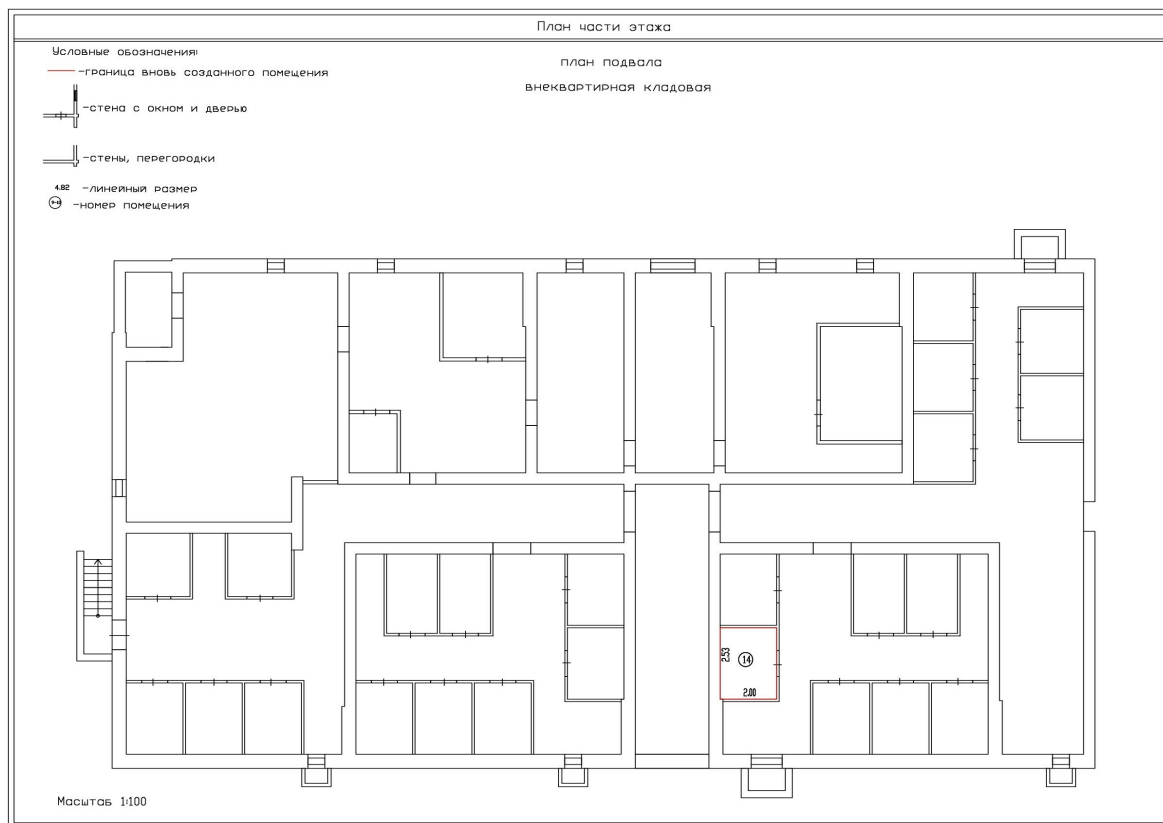 План части этажа
Условные обозначения:
-граница вновь созданного помещения
план подвала
внеквартирная кладовая
-стена с окном и дверью
-стены, перегородки
4.82 -линейный размер
-номер помещения
2.53
14
2.00
Масштаб 1:100